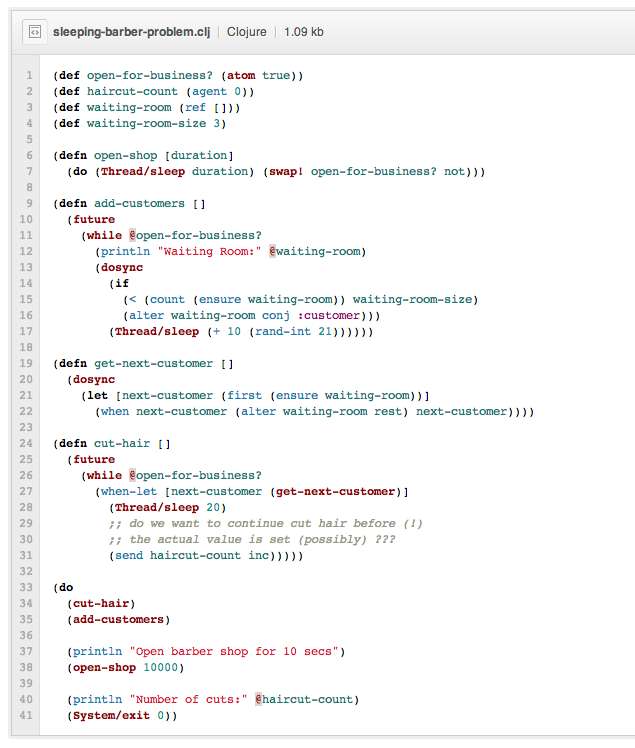 sleeping-barber-problem.clj | Clojure | 1.09 kb
1 (def open-for-business? (atom true))
2 (def haircut-count (agent 0))
3 (def waiting-room (ref []))
4 (def waiting-room-size 3)
5
6 (defn open-shop [duration]
7   (do (Thread/sleep duration) (swap! open-for-business? not)))
8
9 (defn add-customers []
10   (future
11     (while @open-for-business?
12       (println "Waiting Room:" @waiting-room)
13       (dosync
14         (if
15           (< (count (ensure waiting-room)) waiting-room-size)
16           (alter waiting-room conj :customer)))
17         (Thread/sleep (+ 10 (rand-int 21))))))
18
19 (defn get-next-customer []
20   (dosync
21     (let [next-customer (first (ensure waiting-room))]
22       (when next-customer (alter waiting-room rest) next-customer))))
23
24 (defn cut-hair []
25   (future
26     (while @open-for-business?
27       (when-let [next-customer (get-next-customer)]
28         (Thread/sleep 20)
29         ;; do we want to continue cut hair before (!)
30         ;; the actual value is set (possibly) ???
31         (send haircut-count inc)))))
32
33 (do
34   (cut-hair)
35   (add-customers)
36
37   (println "Open barber shop for 10 secs")
38   (open-shop 10000)
39
40   (println "Number of cuts:" @haircut-count)
41   (System/exit 0))